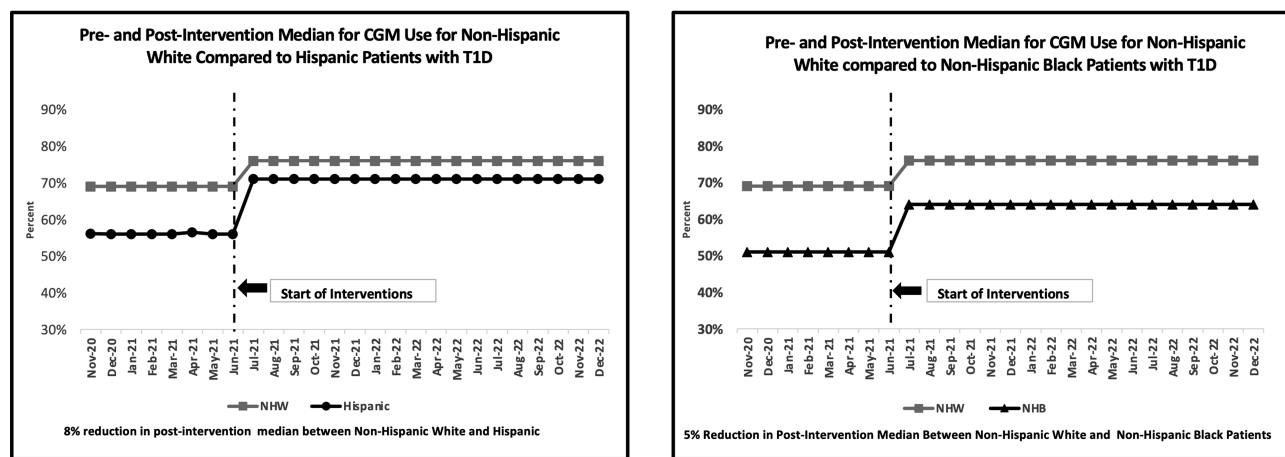 Pre- and Post-Intervention Median for CGM Use for Non-Hispanic
White Compared to Hispanic Patients with T1D
90%
80%
70%
60%
50%
40%
30%
Percent
Start of Interventions
Nov-20
Dec-20
Jan-21
Feb-21
Mar-21
Apr-21
May-21
Jun-21
Jul-21
Aug-21
Sep-21
Oct-21
Nov-21
Dec-21
Jan-22
Feb-22
Mar-22
Apr-22
May-22
Jun-22
Jul-22
Aug-22
Sep-22
Oct-22
Nov-22
Dec-22
NHW
Hispanic
8% reduction in post-intervention median between Non-Hispanic White and Hispanic
Pre- and Post-Intervention Median for CGM Use for Non-Hispanic
White compared to Non-Hispanic Black Patients with T1D
90%
80%
70%
60%
50%
40%
30%
Percent
Start of Interventions
Nov-20
Dec-20
Jan-21
Feb-21
Mar-21
Apr-21
May-21
Jun-21
Jul-21
Aug-21
Sep-21
Oct-21
Nov-21
Dec-21
Jan-22
Feb-22
Mar-22
Apr-22
May-22
Jun-22
Jul-22
Aug-22
Sep-22
Oct-22
Nov-22
Dec-22
NHW
NHB
5% Reduction in Post-Intervention Median Between Non-Hispanic White and Non-Hispanic Black Patients